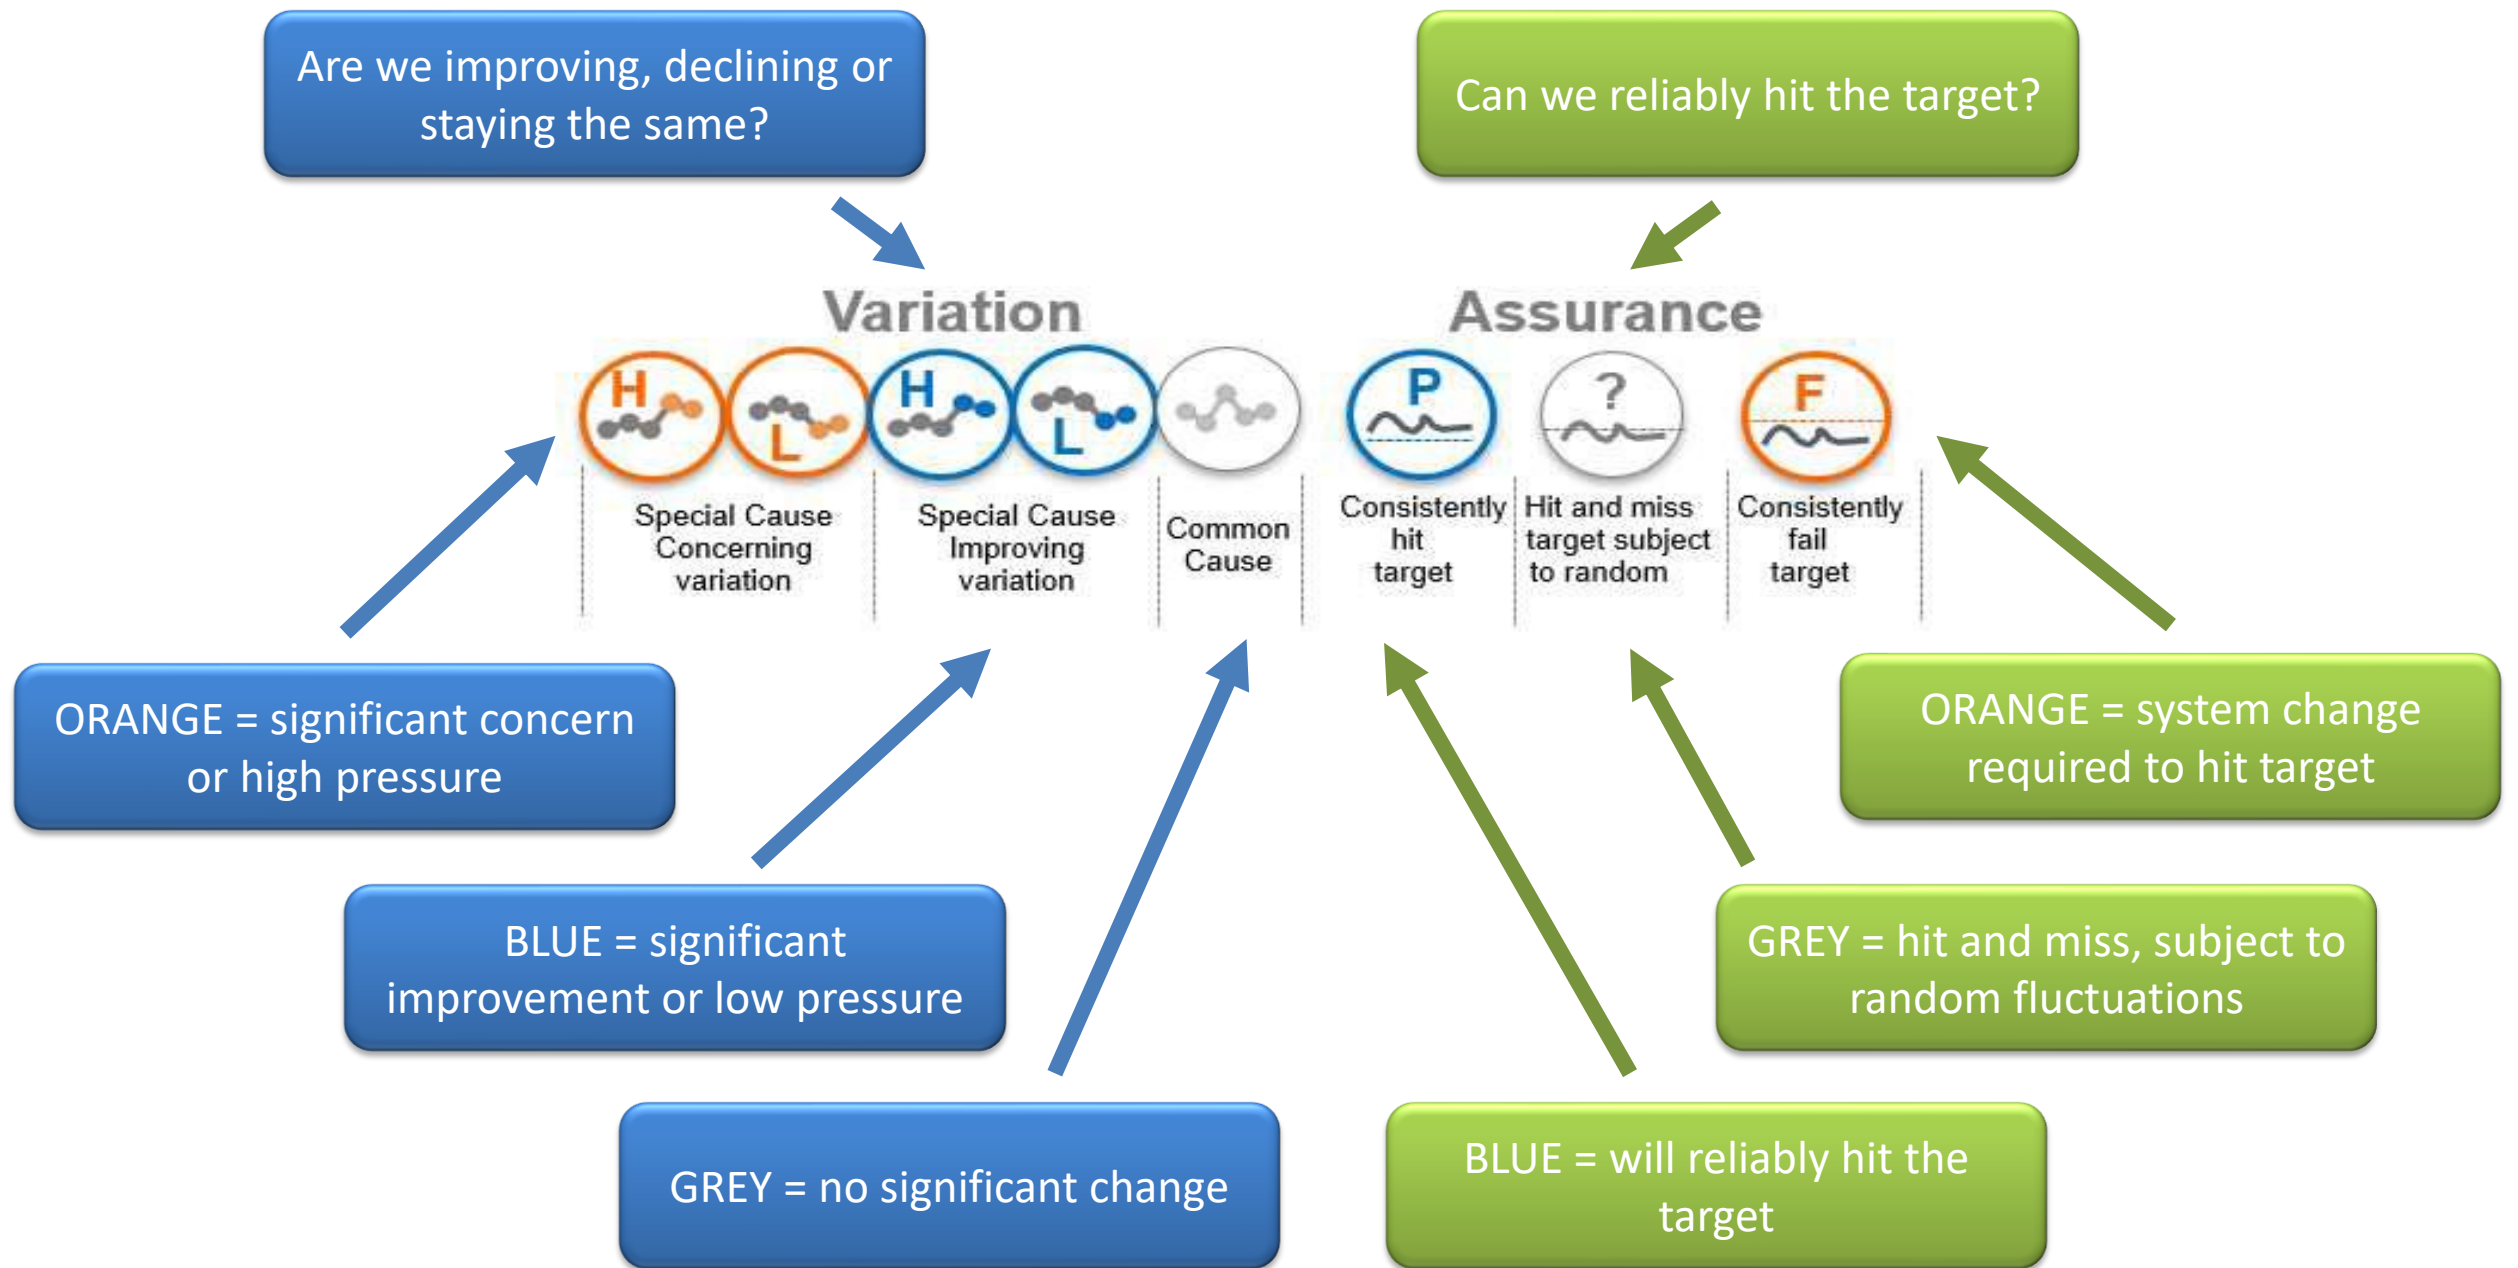 Are we improving, declining or
staying the same?
Can we reliably hit the target?
Variation
Assurance
H
L
H
L
P
?
F
Special Cause
Concerning
variation
Special Cause
Improving
variation
Common
Cause
Consistently
hit
target
Hit and miss
target subject
to random
Consistently
fail
target
ORANGE = significant concern
or high pressure
ORANGE = system change
required to hit target
BLUE = significant
improvement or low pressure
GREY = hit and miss, subject to
random fluctuations
GREY = no significant change
BLUE = will reliably hit the
target